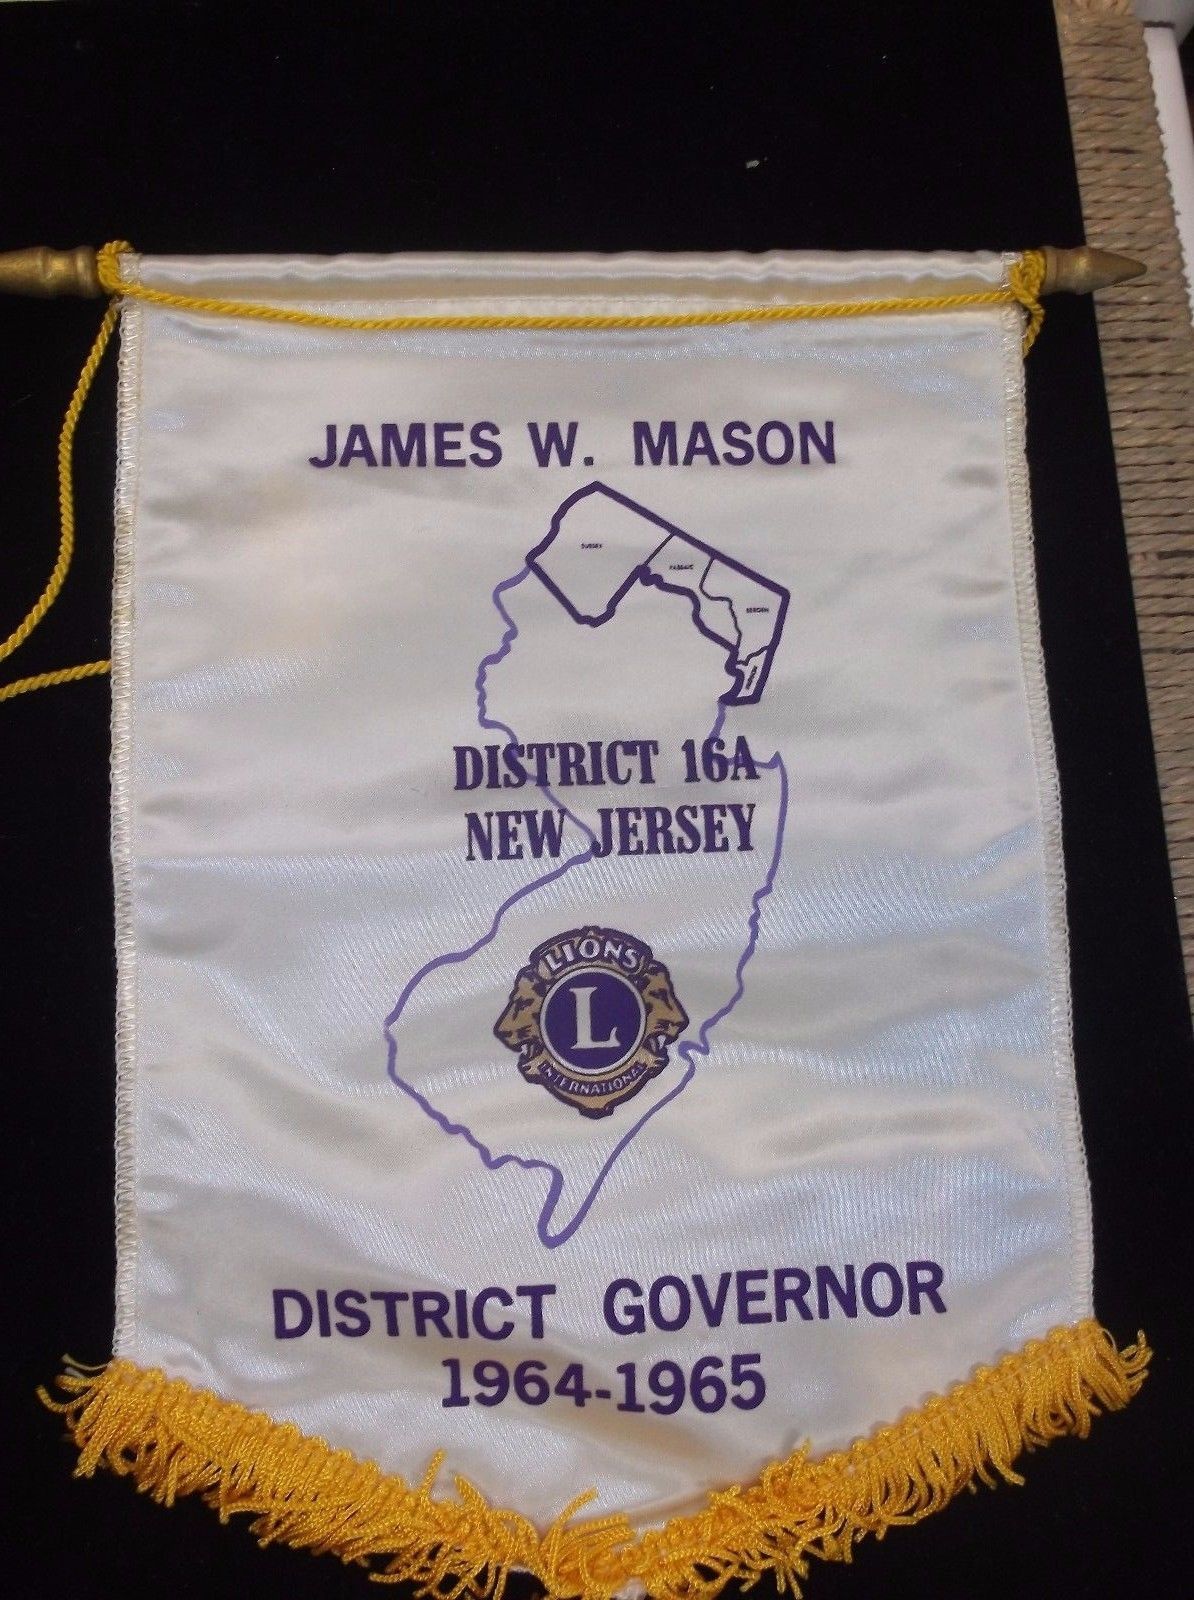 JAMES W. MASON
SUSSEX
PASSAIC
BERGEN
DISTRICT 16A
NEW JERSEY
LIONS
L
INTERNATIONAL
DISTRICT GOVERNOR
1964-1965